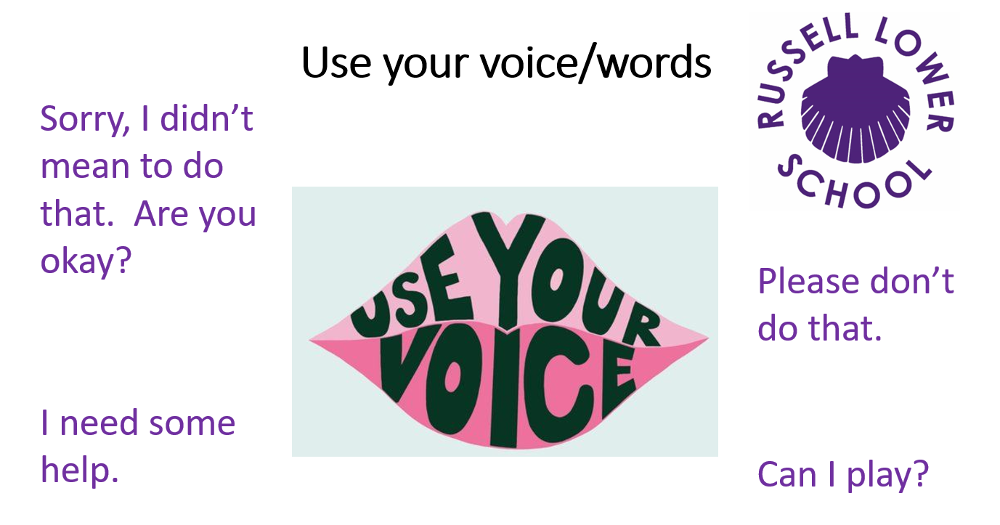 Use your voice/words
RUSSELL LOWER
SCHOOL
Sorry, I didn’t
mean to do
that.  Are you
okay?
USE YOUR
VOICE
Please don’t
do that.
I need some
help.
Can I play?